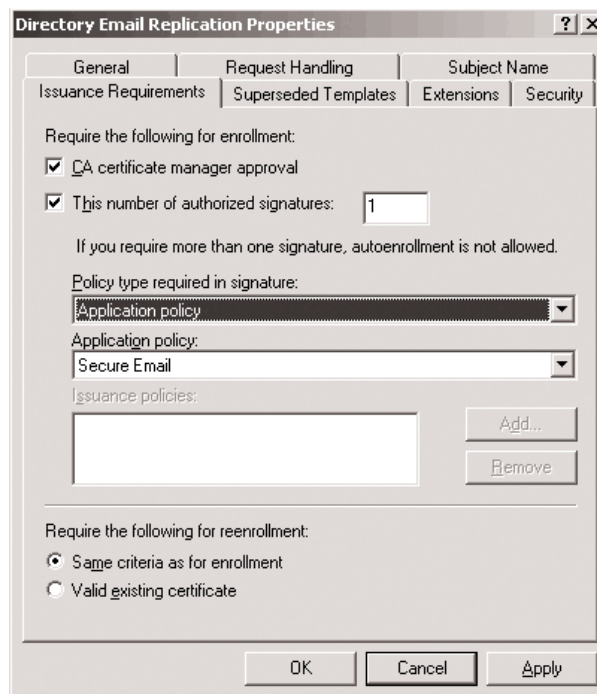 Directory Email Replication Properties ? X
General Request Handling Subject Name
Issuance Requirements Superseded Templates Extensions Security
Require the following for enrollment:
CA certificate manager approval
This number of authorized signatures: 1
If you require more than one signature, autoenrollment is not allowed.
Policy type required in signature:
Application policy
Application policy:
Secure Email
Issuance policies:
Add...
Remove
Require the following for reenrollment:
Same criteria as for enrollment
Valid existing certificate
OK Cancel Apply